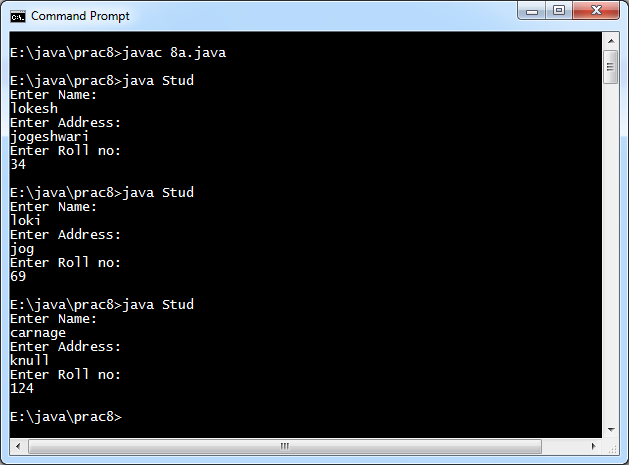 Command Prompt
E:\java\prac8>javac 8a.java
E:\java\prac8>java Stud
Enter Name:
lokesh
Enter Address:
jogeshwari
Enter Roll no:
34
E:\java\prac8>java Stud
Enter Name:
loki
Enter Address:
jog
Enter Roll no:
69
E:\java\prac8>java Stud
Enter Name:
carnage
Enter Address:
knull
Enter Roll no:
124
E:\java\prac8>